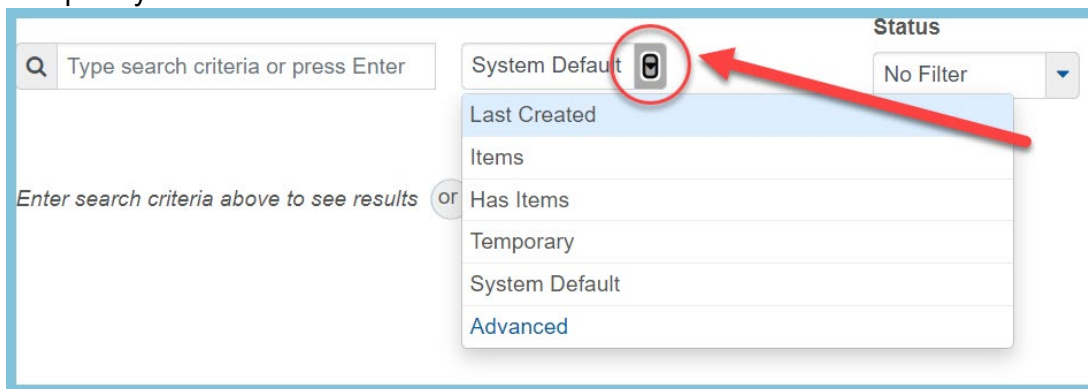 Status
Type search criteria or press Enter
System Default
No Filter
Last Created
Items
Enter search criteria above to see results or
Has Items
Temporary
System Default
Advanced